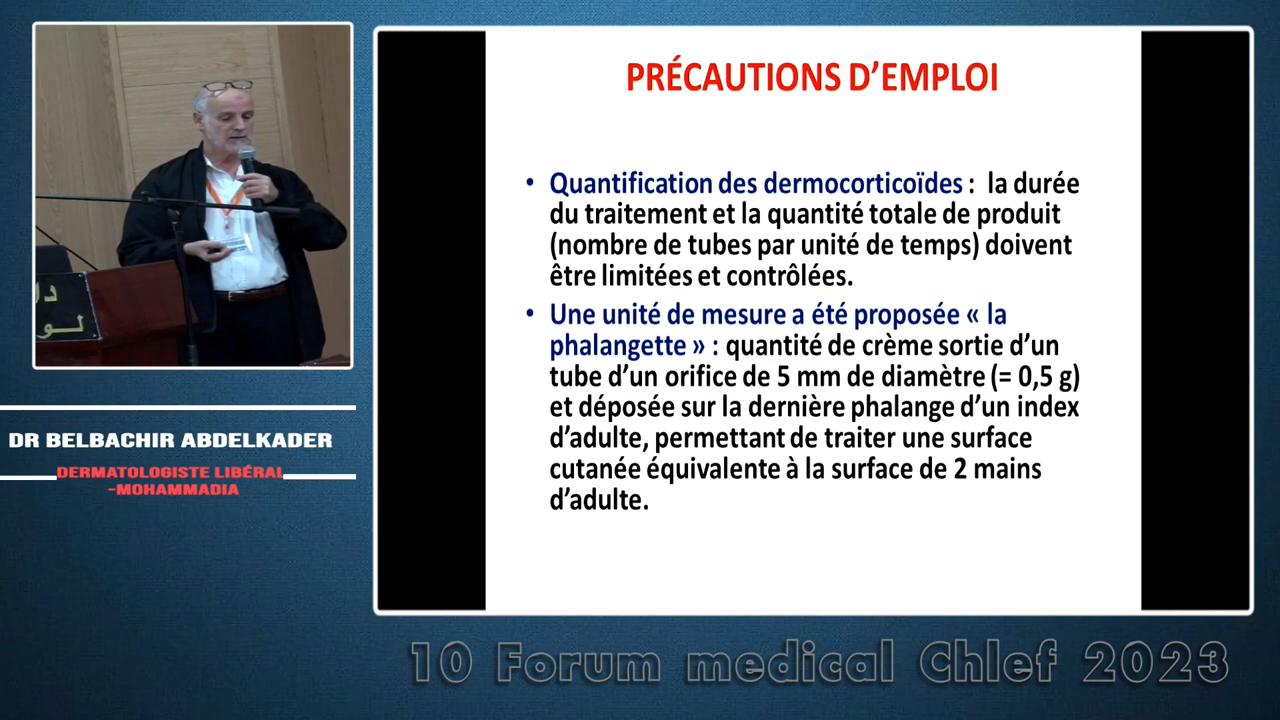 PRÉCAUTIONS D’EMPLOI
• Quantification des dermocorticoïdes : la durée
du traitement et la quantité totale de produit
(nombre de tubes par unité de temps) doivent
être limitées et contrôlées.
• Une unité de mesure a été proposée « la
phalangette » : quantité de crème sortie d’un
tube d’un orifice de 5 mm de diamètre (= 0,5 g)
et déposée sur la dernière phalange d’un index
d’adulte, permettant de traiter une surface
cutanée équivalente à la surface de 2 mains
d’adulte.
DR BELBACHIR ABDELKADER
DERMATOLOGISTE LIBÉRAL
-MOHAMMADIA
10 Forum medical Chlef 2023